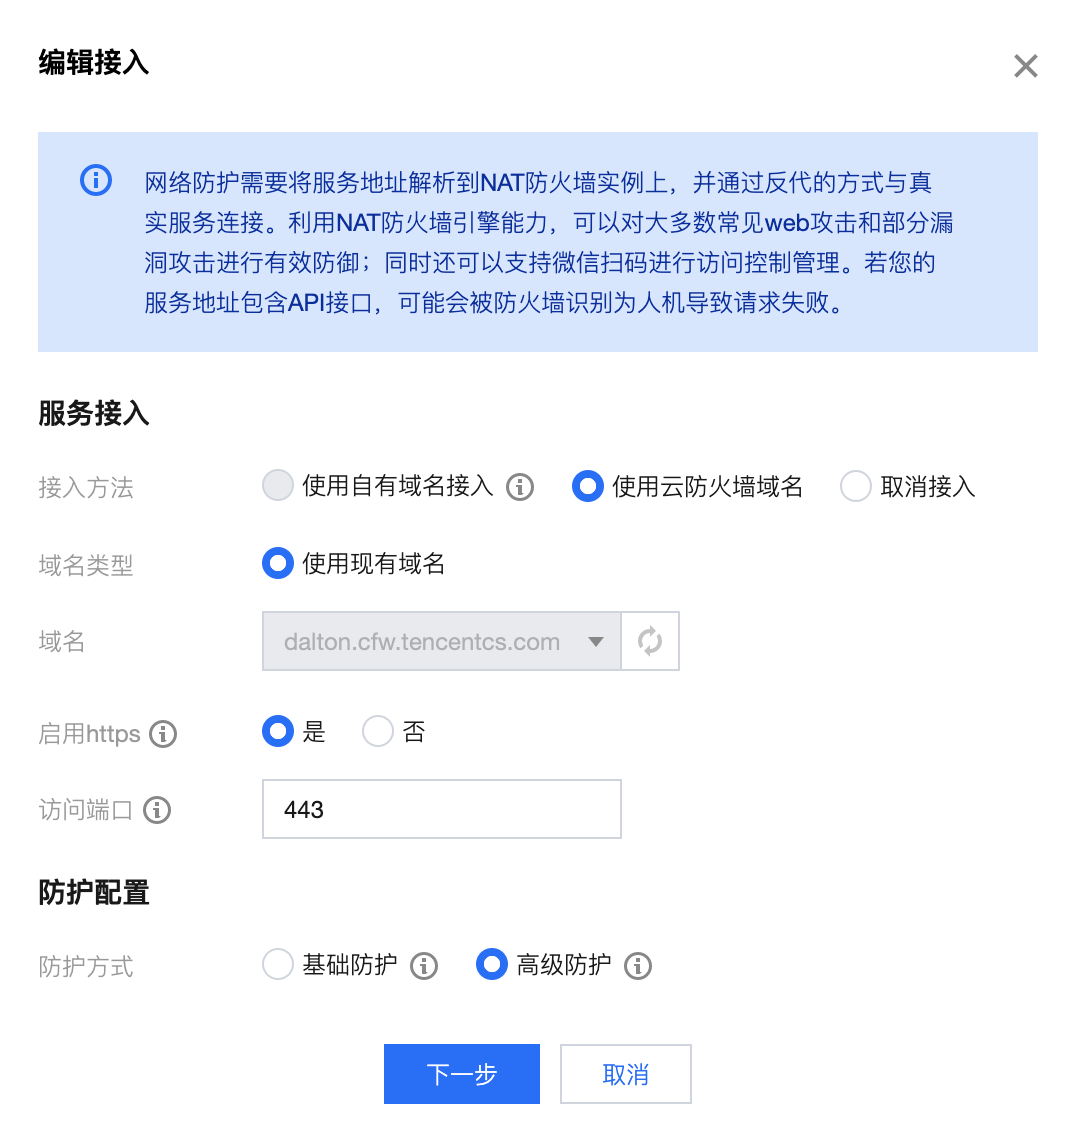 编辑接入
网络防护需要将服务地址解析到NAT防火墙实例上，并通过反代的方式与真
实服务连接。利用NAT防火墙引擎能力，可以对大多数常见web攻击和部分漏
洞攻击进行有效防御；同时还可以支持微信扫码进行访问控制管理。若您的
服务地址包含API接口，可能会被防火墙识别为人机导致请求失败。
服务接入
接入方法 使用自有域名接入 使用云防火墙域名 取消接入
域名类型 使用现有域名
域名 dalton.cfw.tencentcs.com
启用https 是 否
访问端口 443
防护配置
防护方式 基础防护 高级防护
下一步 取消